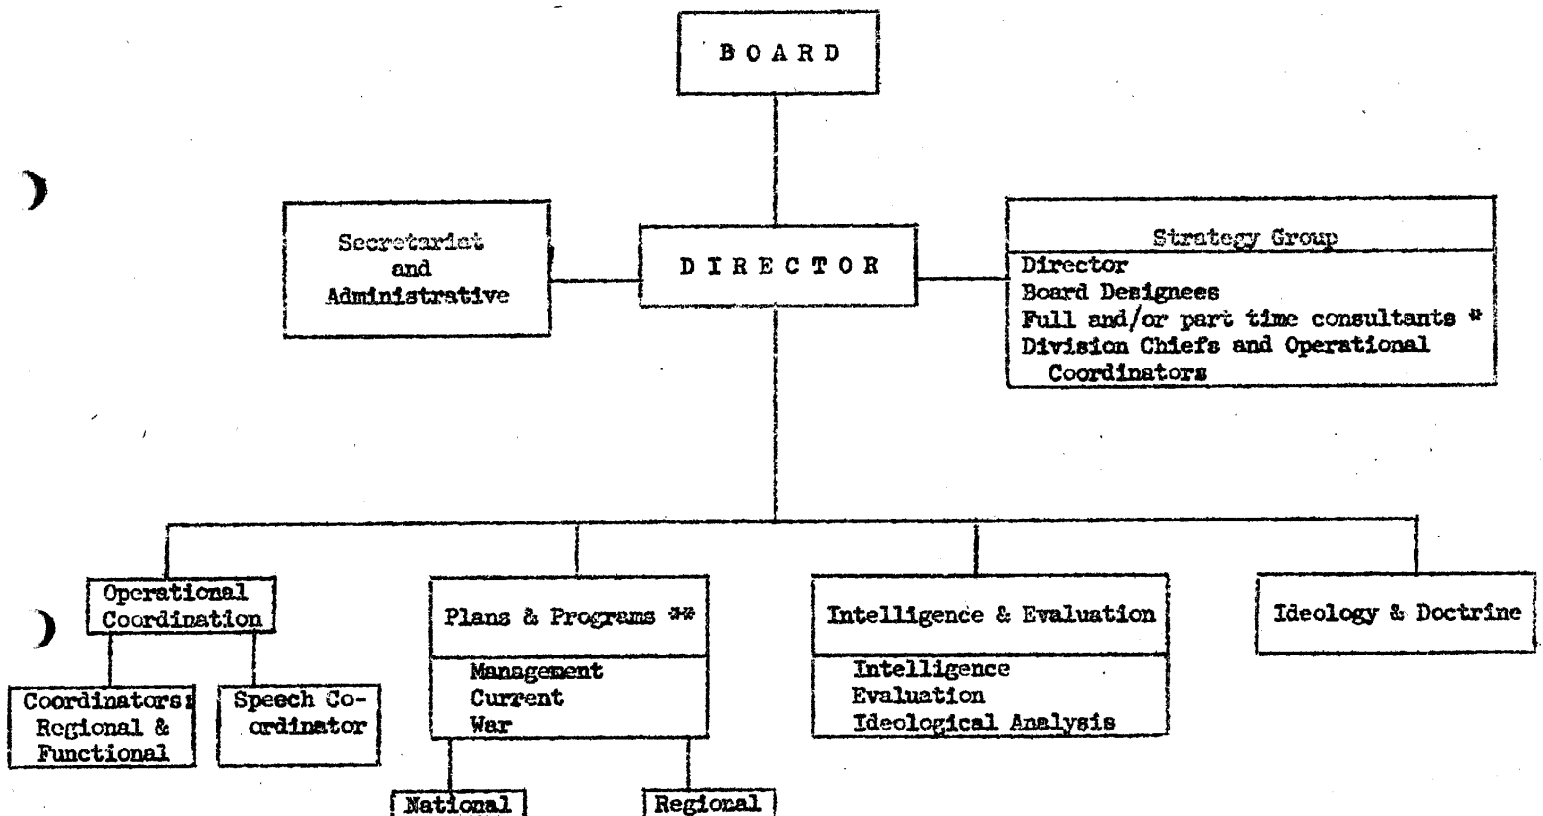 B O A R D
Secretariat
and
Administrative
D I R E C T O R
Strategy Group
Director
Board Designees
Full and/or part time consultants *
Division Chiefs and Operational
Coordinators
Operational
Coordination
Coordinators:
Regional &
Functional
Speech Co-
ordinator
Plans & Programs **
Management
Current
War
National
Regional
Intelligence & Evaluation
Intelligence
Evaluation
Ideological Analysis
Ideology & Doctrine